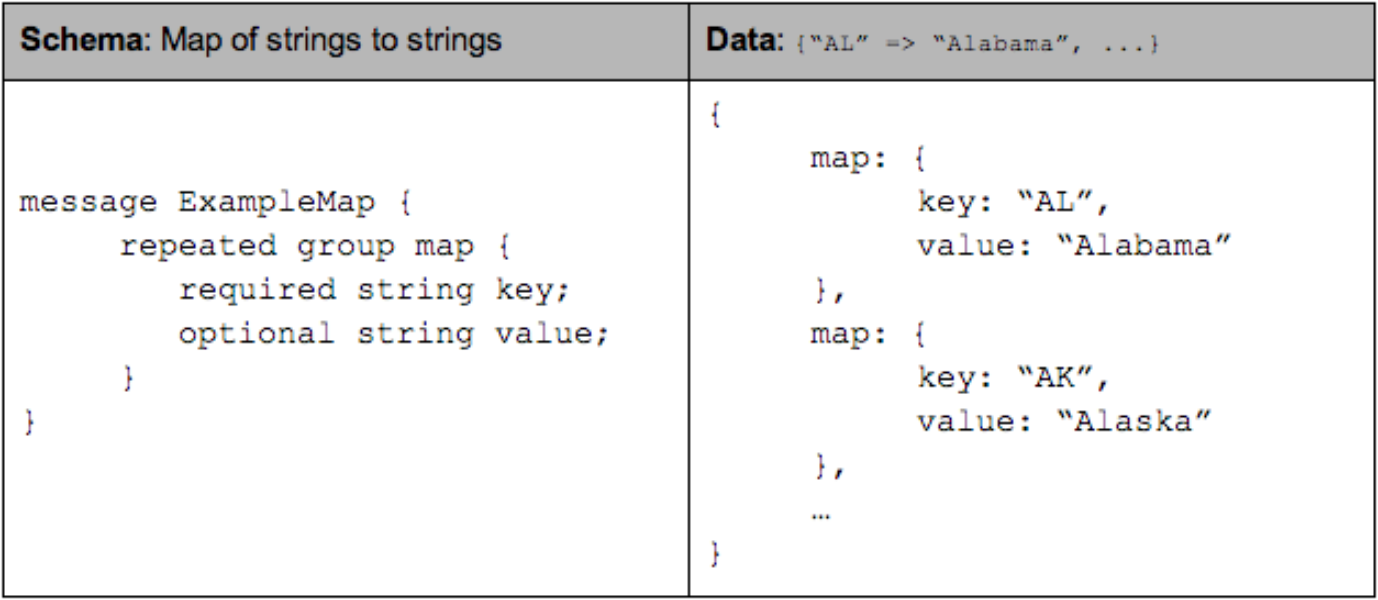 Schema: Map of strings to strings
Data: {“AL” => “Alabama”, ...}
message ExampleMap {
repeated group map {
required string key;
optional string value;
}
}
{
map: {
key: “AL”,
value: “Alabama”
},
map: {
key: “AK”,
value: “Alaska”
},
…
}